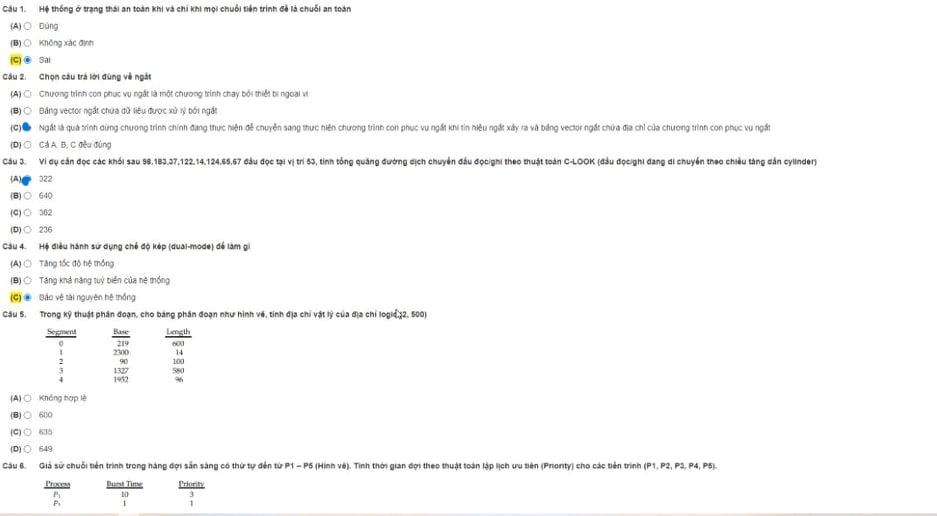 Câu 1. Hệ thống ở trạng thái an toàn khi và chỉ khi mọi chuỗi tiến trình đề là chuỗi an toàn
(A) Đúng
(B) Không xác định
(C) Sai
Câu 2. Chọn câu trả lời đúng về ngắt
(A) Chương trình con phục vụ ngắt là một chương trình chạy bởi thiết bị ngoại vi
(B) Bảng vector ngắt chứa dữ liệu được xử lý bởi ngắt
(C) Ngắt là quá trình dừng chương trình chính đang thực hiện để chuyển sang thực hiện chương trình con phục vụ ngắt khi tín hiệu ngắt xảy ra và bảng vector ngắt chứa địa chỉ của chương trình con phục vụ ngắt
(D) Cả A, B, C đều đúng
Câu 3. Ví dụ cần đọc các khối sau 98,183,37,122,14,124,65,67 đầu đọc tại vị trí 53, tính tổng quãng đường dịch chuyển đầu đọc/ghi theo thuật toán C-LOOK (đầu đọc/ghi đang di chuyển theo chiều tăng dần cylinder)
(A) 322
(B) 640
(C) 382
(D) 236
Câu 4. Hệ điều hành sử dụng chế độ kép (dual-mode) để làm gì
(A) Tăng tốc độ hệ thống
(B) Tăng khả năng tuỳ biến của hệ thống
(C) Bảo vệ tài nguyên hệ thống
Câu 5. Trong kỹ thuật phân đoạn, cho bảng phân đoạn như hình vẽ, tính địa chỉ vật lý của địa chỉ logic (2, 500)
Segment Base Length
0 219 600
1 2300 14
2 90 100
3 1327 580
4 1952 96
(A) Không hợp lệ
(B) 600
(C) 635
(D) 649
Câu 6. Giả sử chuỗi tiến trình trong hàng đợi sẵn sàng có thứ tự đến từ P1 – P5 (Hình vẽ). Tính thời gian đợi theo thuật toán lập lịch ưu tiên (Priority) cho các tiến trình (P1, P2, P3, P4, P5).
Process Burst Time Priority
P₁ 10 3
1 1